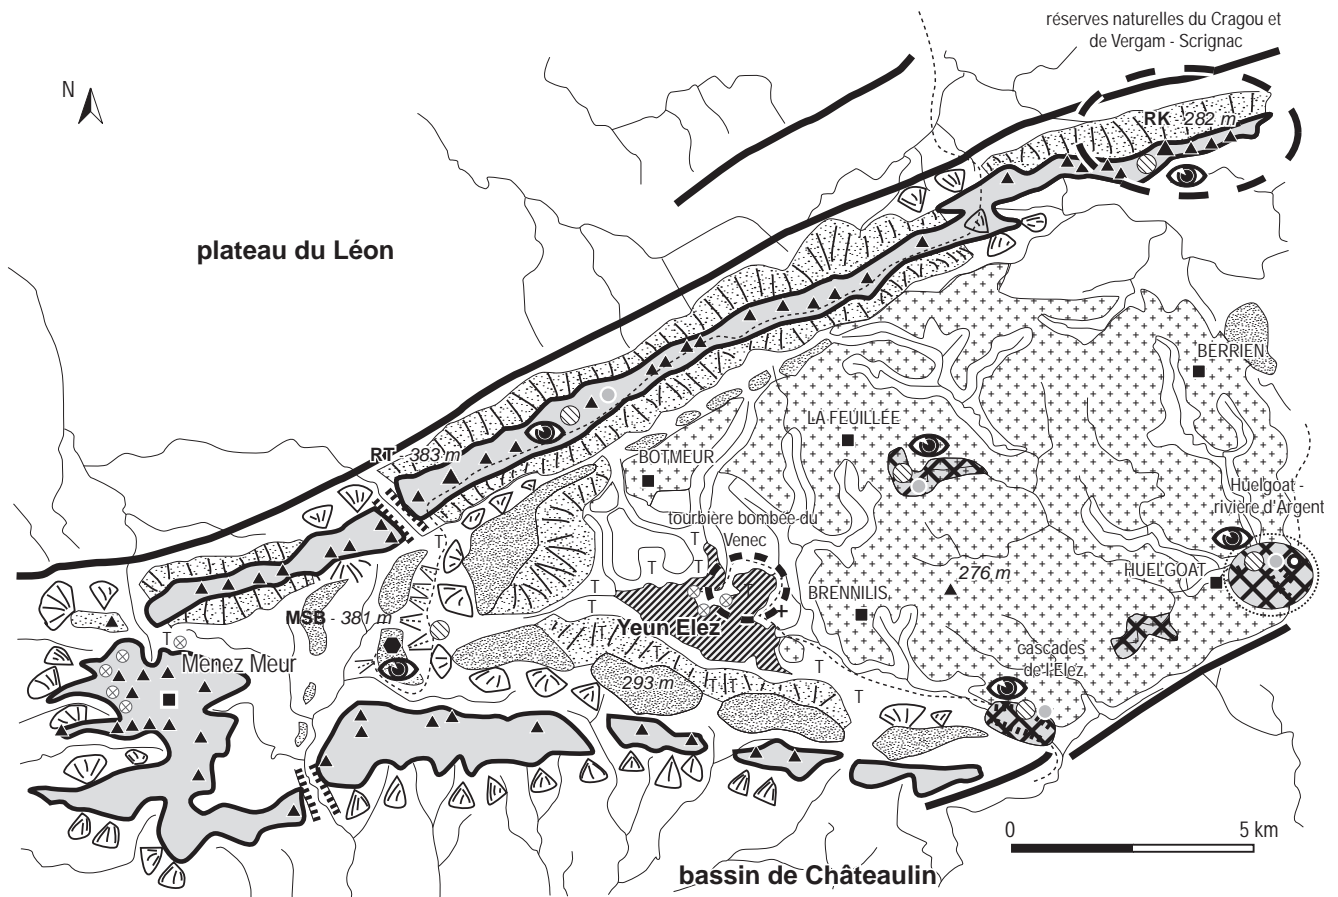 réserves naturelles du Cragou et
de Vergam - Scrignac
N
RK - 282 m
plateau du Léon
BERRIEN
LA FEUILLÉE
RT - 383 m
BOTMEUR
Huelgoat -
rivière d'Argent
tourbière bombée du
Venec
T
T
T
T
T
T
276 m
HUELGOAT
BRENNILIS
T
MSB - 381 m
Yeun Elez
T
Menez Meur
T
T
cascades
de l'Elez
293 m
T
T
T
0
5 km
bassin de Châteaulin